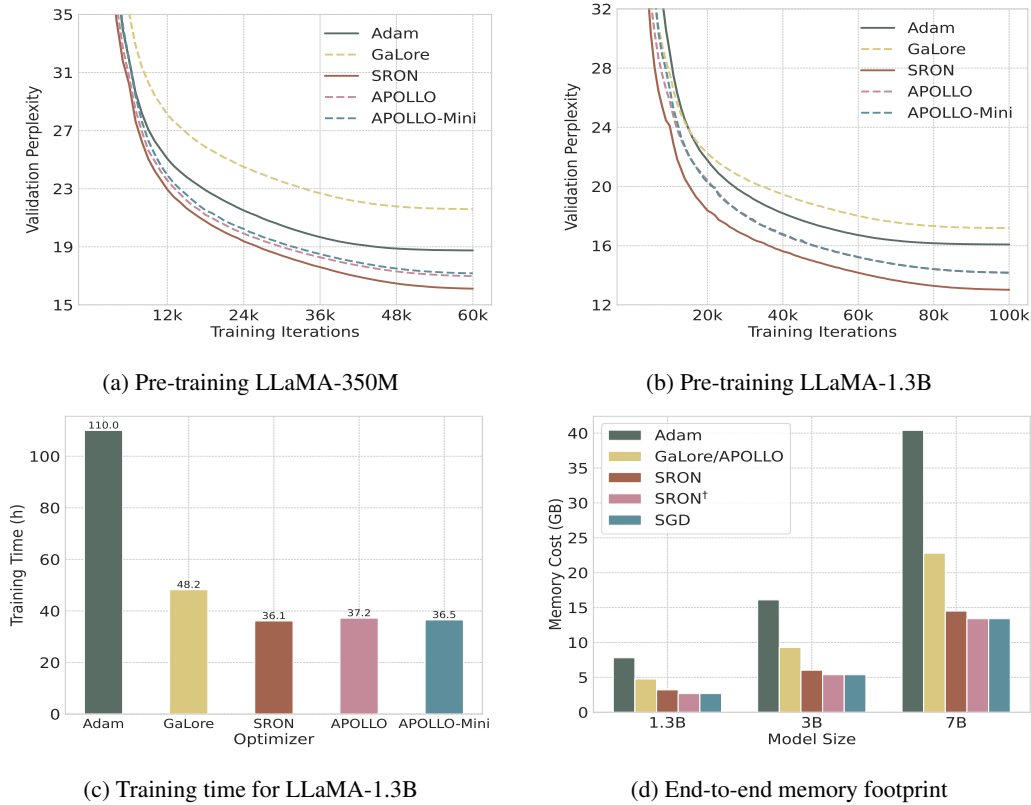 35
31
27
23
19
15
Validation Perplexity
12k 24k 36k 48k 60k
Training Iterations
Adam
GaLore
SRON
APOLLO
APOLLO-Mini
(a) Pre-training LLaMA-350M
32
28
24
20
16
12
Validation Perplexity
20k 40k 60k 80k 100k
Training Iterations
Adam
GaLore
SRON
APOLLO
APOLLO-Mini
(b) Pre-training LLaMA-1.3B
100
80
60
40
20
0
Training Time (h)
110.0
48.2
36.1
37.2
36.5
Adam GaLore SRON APOLLO APOLLO-Mini
Optimizer
(c) Training time for LLaMA-1.3B
40
35
30
25
20
15
10
5
0
Memory Cost (GB)
Adam
GaLore/APOLLO
SRON
SRON†
SGD
1.3B 3B 7B
Model Size
(d) End-to-end memory footprint